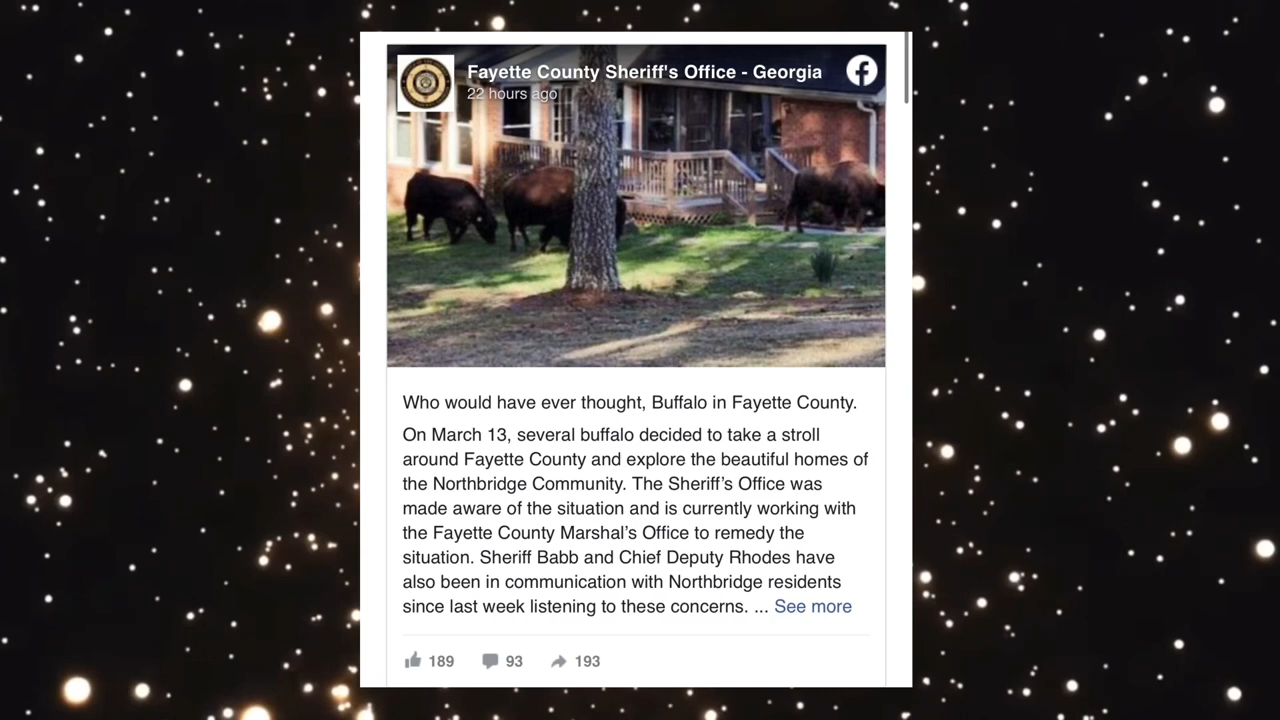 Fayette County Sheriff's Office - Georgia
22 hours ago
Who would have ever thought, Buffalo in Fayette County.
On March 13, several buffalo decided to take a stroll
around Fayette County and explore the beautiful homes of
the Northbridge Community. The Sheriff’s Office was
made aware of the situation and is currently working with
the Fayette County Marshal’s Office to remedy the
situation. Sheriff Babb and Chief Deputy Rhodes have
also been in communication with Northbridge residents
since last week listening to these concerns. ... See more
189 93 193